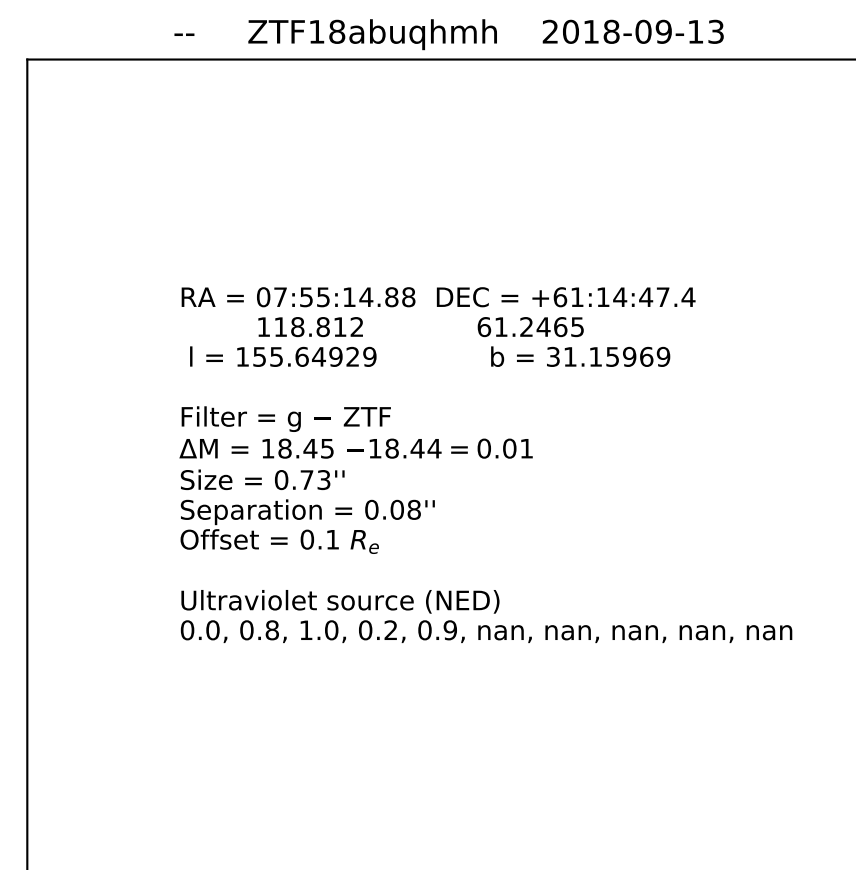 -- ZTF18abuqhmh 2018-09-13
RA = 07:55:14.88 DEC = +61:14:47.4
118.812 61.2465
l = 155.64929 b = 31.15969
Filter = g − ZTF
ΔM = 18.45 −18.44 = 0.01
Size = 0.73''
Separation = 0.08''
Offset = 0.1 Rₑ
Ultraviolet source (NED)
0.0, 0.8, 1.0, 0.2, 0.9, nan, nan, nan, nan, nan